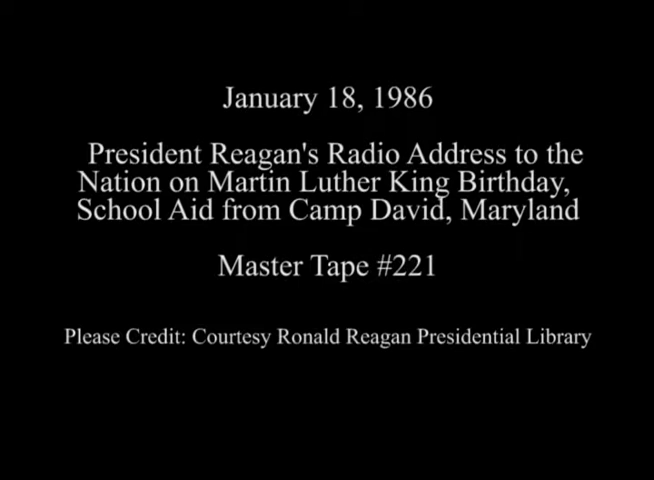 January 18, 1986
President Reagan's Radio Address to the
Nation on Martin Luther King Birthday,
School Aid from Camp David, Maryland
Master Tape #221
Please Credit: Courtesy Ronald Reagan Presidential Library